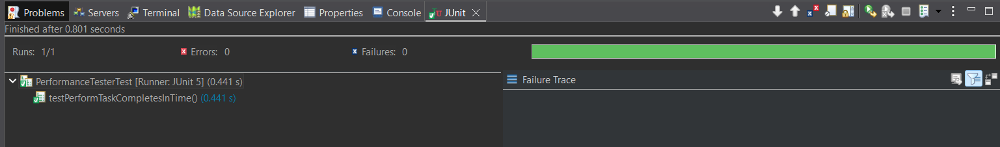 Problems Servers Terminal Data Source Explorer Properties Console JUnit
Finished after 0.801 seconds
Runs: 1/1 Errors: 0 Failures: 0
PerformanceTesterTest [Runner: JUnit 5] (0.441 s)
Failure Trace
testPerformTaskCompletesInTime() (0.441 s)